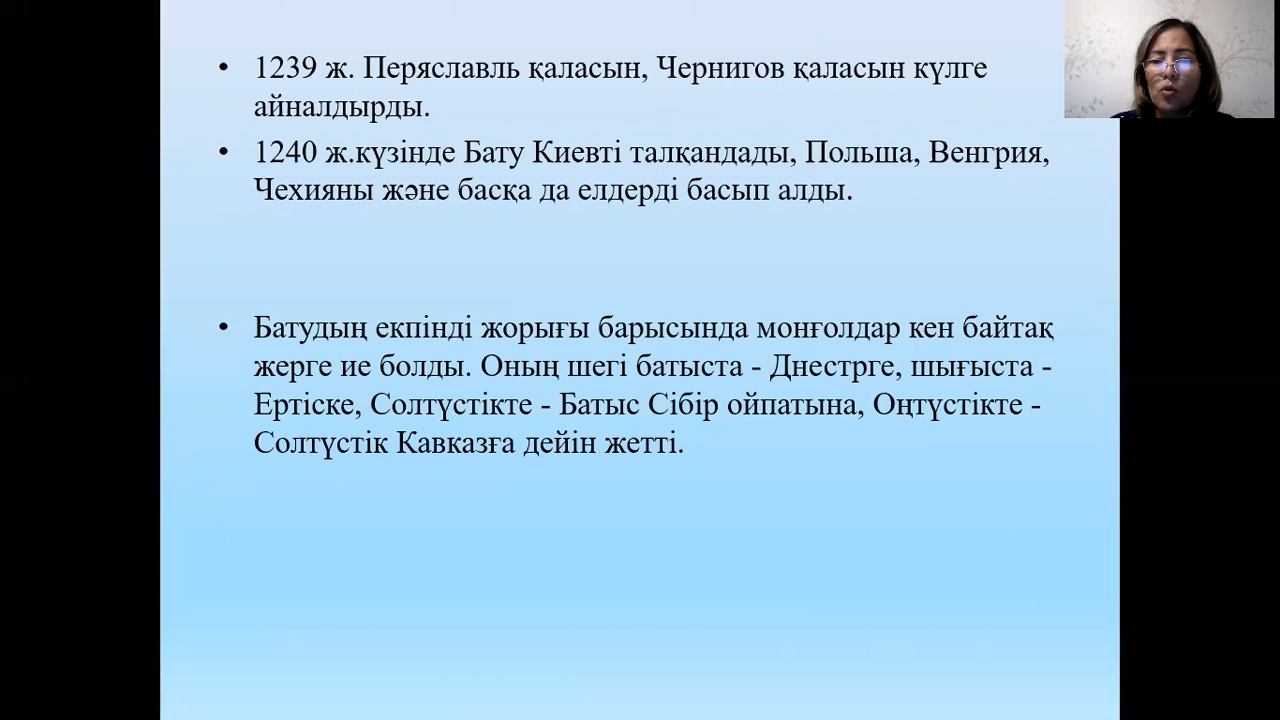 • 1239 ж. Перяславль қаласын, Чернигов қаласын күлге
айналдырды.
• 1240 ж.күзінде Бату Киевті талқандады, Польша, Венгрия,
Чехияны және басқа да елдерді басып алды.
• Батудың екпінді жорығы барысында монғолдар кен байтақ
жерге ие болды. Оның шегі батыста - Днестрге, шығыста -
Ертіске, Солтүстікте - Батыс Сібір ойпатына, Оңтүстікте -
Солтүстік Кавказға дейін жетті.